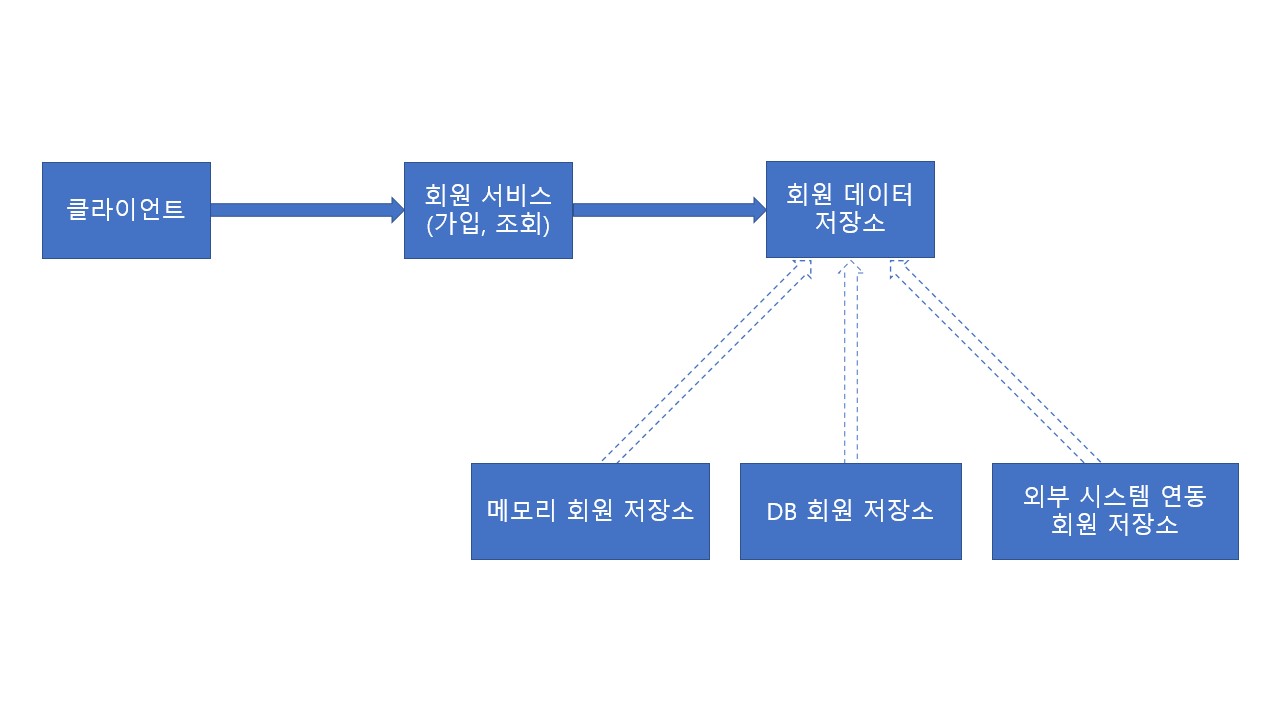 클라이언트
회원 서비스
(가입, 조회)
회원 데이터
저장소
메모리 회원 저장소
DB 회원 저장소
외부 시스템 연동
회원 저장소